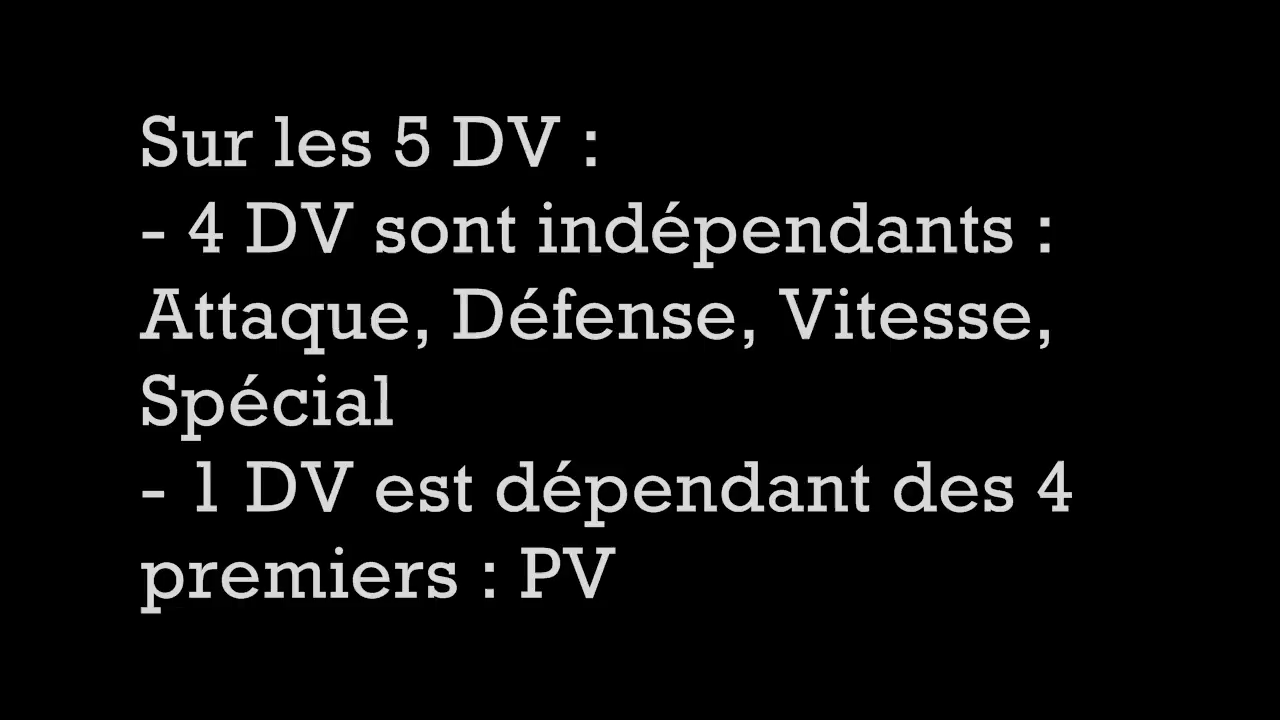 Sur les 5 DV :
- 4 DV sont indépendants :
Attaque, Défense, Vitesse,
Spécial
- 1 DV est dépendant des 4
premiers : PV